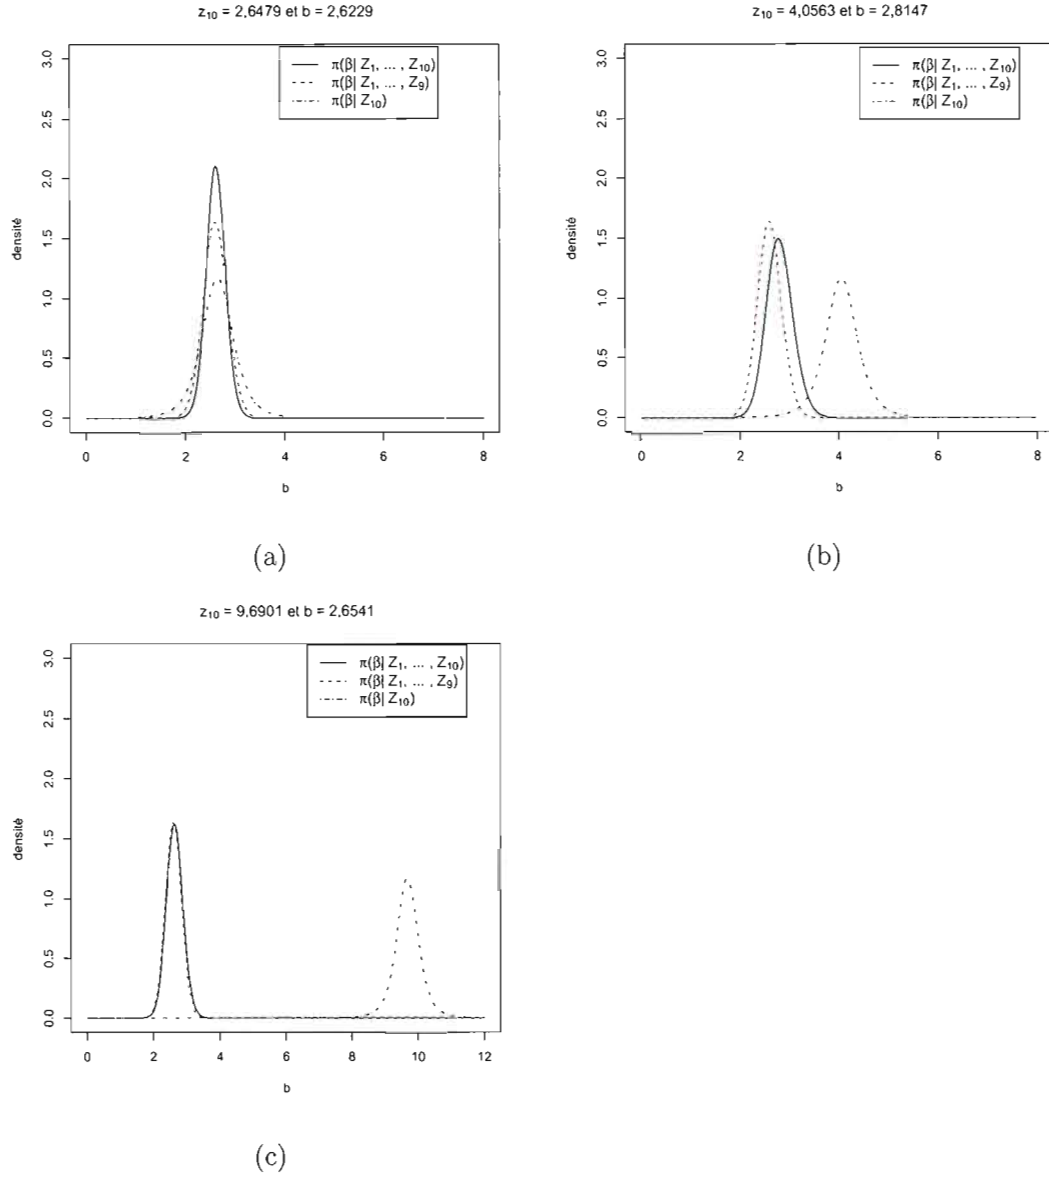 z₁₀ = 2,6479 et b = 2,6229
π(β| Z₁, ... , Z₁₀)
π(β| Z₁, ... , Z₉)
π(β| Z₁₀)
densité
0.0 0.5 1.0 1.5 2.0 2.5 3.0
0 2 4 6 8
b
(a)
z₁₀ = 4,0563 et b = 2,8147
π(β| Z₁, ... , Z₁₀)
π(β| Z₁, ... , Z₉)
π(β| Z₁₀)
densité
0.0 0.5 1.0 1.5 2.0 2.5 3.0
0 2 4 6 8
b
(b)
z₁₀ = 9,6901 et b = 2,6541
π(β| Z₁, ... , Z₁₀)
π(β| Z₁, ... , Z₉)
π(β| Z₁₀)
densité
0.0 0.5 1.0 1.5 2.0 2.5 3.0
0 2 4 6 8 10 12
b
(c)